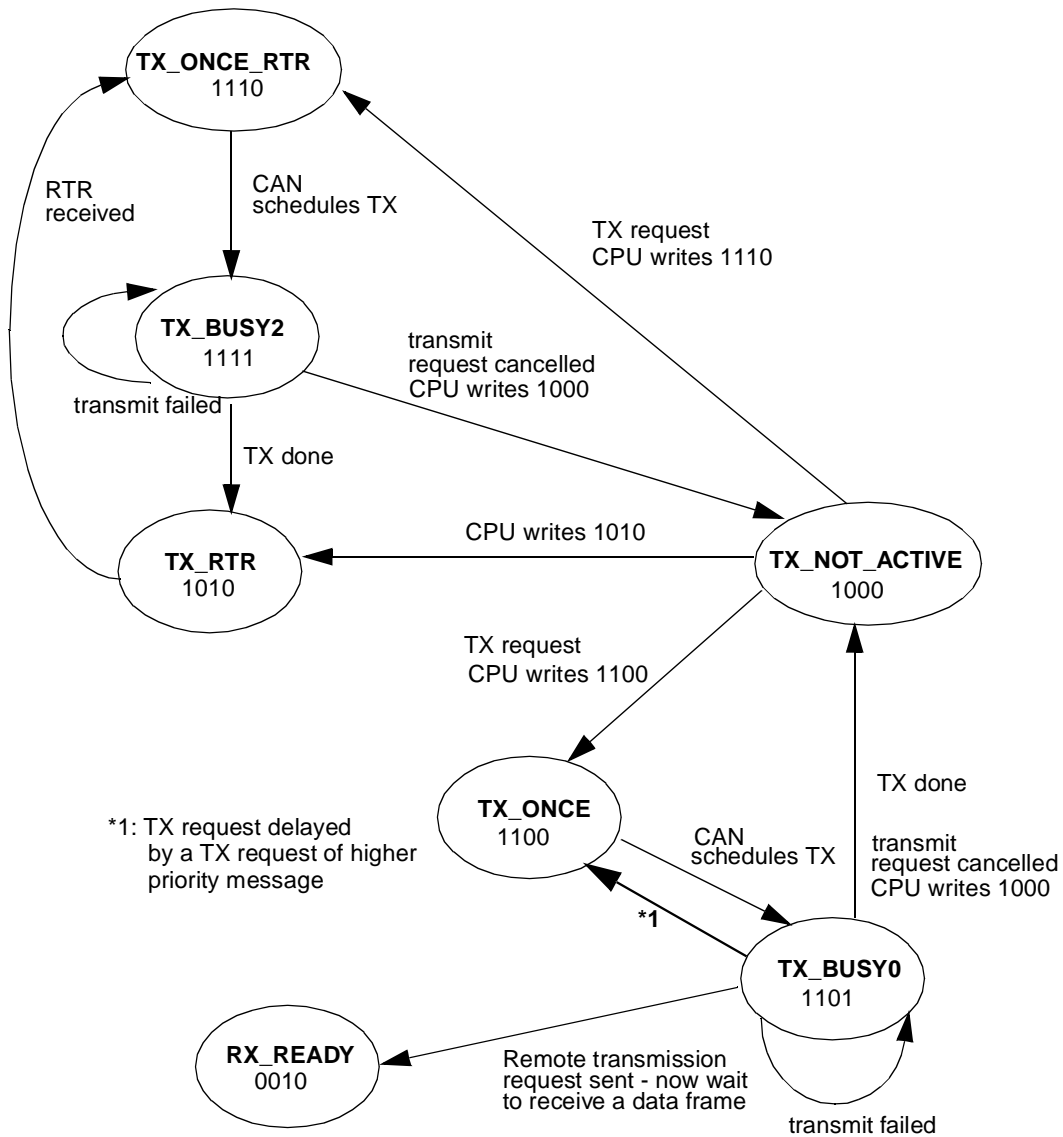 TX_ONCE_RTR
1110
RTR
received
CAN
schedules TX
TX request
CPU writes 1110
TX_BUSY2
1111
transmit
request cancelled
CPU writes 1000
transmit failed
TX done
CPU writes 1010
TX_RTR
1010
TX_NOT_ACTIVE
1000
TX request
CPU writes 1100
TX_ONCE
1100
TX done
*1: TX request delayed
by a TX request of higher
priority message
CAN
schedules TX
transmit
request cancelled
CPU writes 1000
*1
TX_BUSY0
1101
RX_READY
0010
Remote transmission
request sent - now wait
to receive a data frame
transmit failed